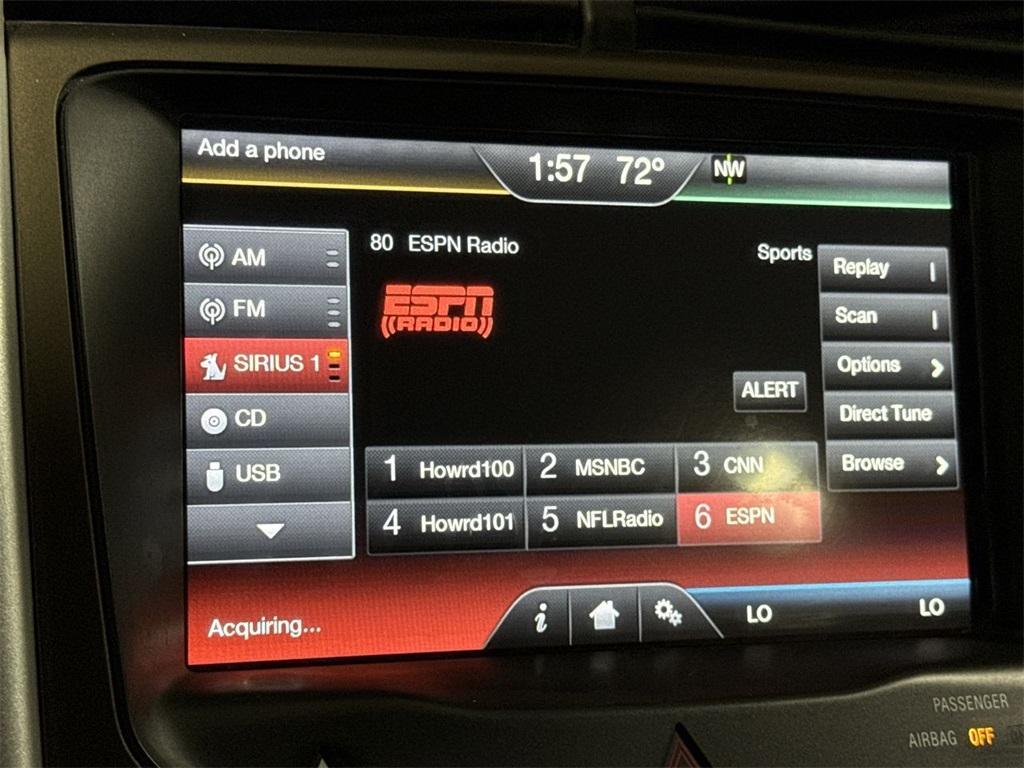 Add a phone
1:57 72° NW
AM
FM
SIRIUS 1
CD
USB
80 ESPN Radio
Sports
ESPN
((RADIO))
ALERT
Replay
Scan
Options
Direct Tune
Browse
1 Howrd100
2 MSNBC
3 CNN
4 Howrd101
5 NFLRadio
6 ESPN
Acquiring...
i
LO
LO
PASSENGER
AIRBAG OFF